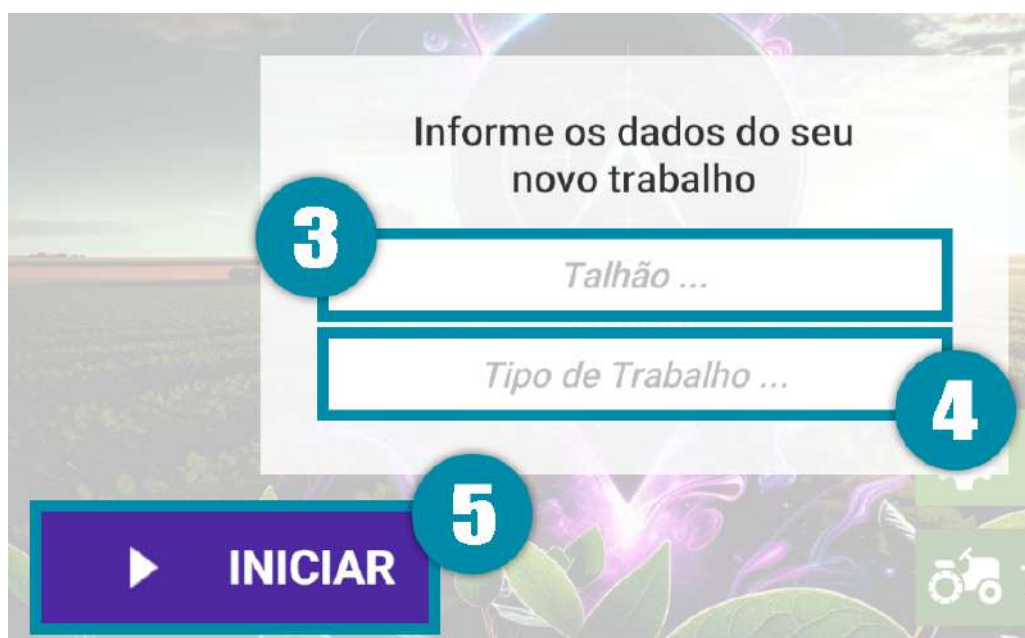 Informe os dados do seu
novo trabalho
3
Talhão ...
Tipo de Trabalho ...
4
5
INICIAR